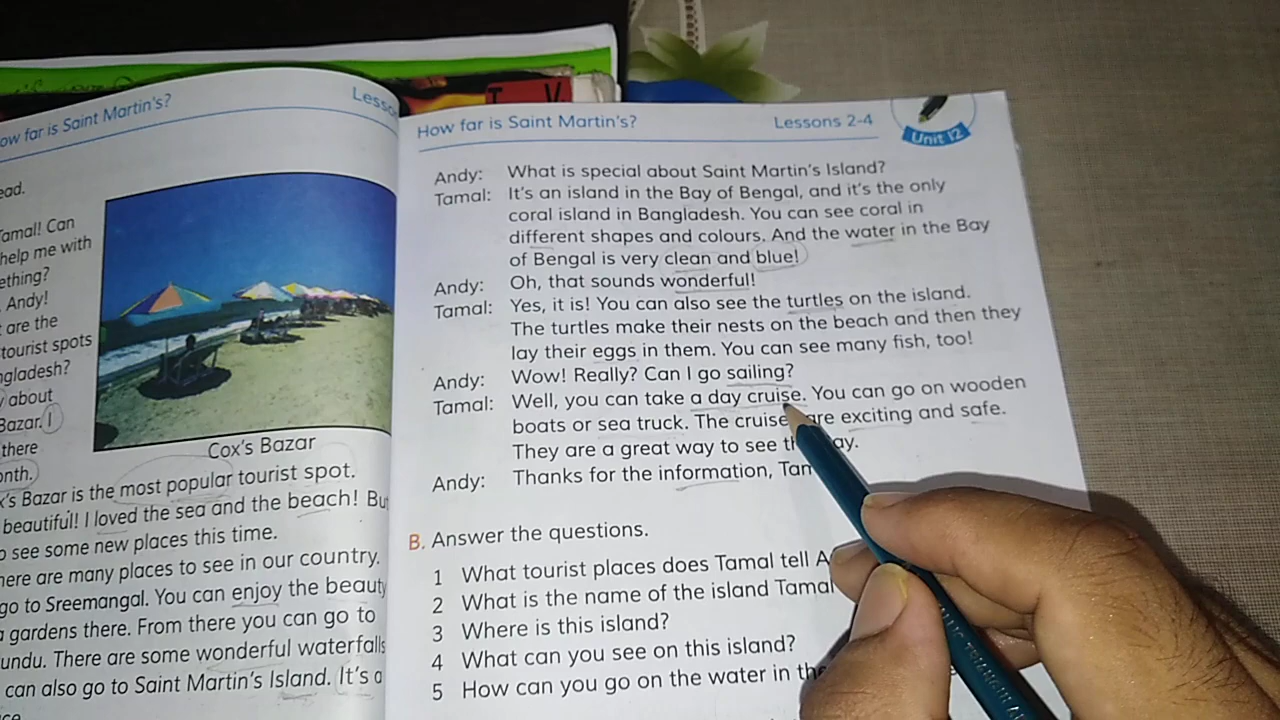 ow far is Saint Martin's?
Lesso
ead.
Tamal! Can
help me with
ething?
Andy!
are the
tourist spots
ngladesh?
about
Bazar. I
there
onth.
Cox's Bazar
x's Bazar is the most popular tourist spot.
beautiful! I loved the sea and the beach! Bu
o see some new places this time.
here are many places to see in our country.
go to Sreemangal. You can enjoy the beauty
a gardens there. From there you can go to
undu. There are some wonderful waterfalls
can also go to Saint Martin's Island. It's a
How far is Saint Martin's?
Lessons 2-4
Unit 12
Andy: What is special about Saint Martin's Island?
Tamal: It's an island in the Bay of Bengal, and it's the only
coral island in Bangladesh. You can see coral in
different shapes and colours. And the water in the Bay
of Bengal is very clean and blue!
Andy: Oh, that sounds wonderful!
Tamal: Yes, it is! You can also see the turtles on the island.
The turtles make their nests on the beach and then they
lay their eggs in them. You can see many fish, too!
Andy: Wow! Really? Can I go sailing?
Tamal: Well, you can take a day cruise. You can go on wooden
boats or sea truck. The cruise are exciting and safe.
They are a great way to see th ay.
Andy: Thanks for the information, Tam
B. Answer the questions.
1 What tourist places does Tamal tell A
2 What is the name of the island Tamal
3 Where is this island?
4 What can you see on this island?
5 How can you go on the water in the